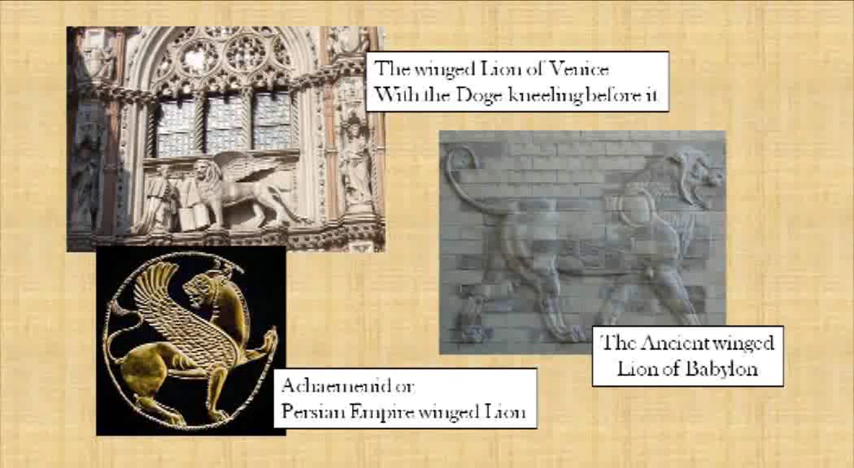 The winged Lion of Venice
With the Doge kneeling before it
The Ancient winged
Lion of Babylon
Achaemenid or
Persian Empire winged Lion